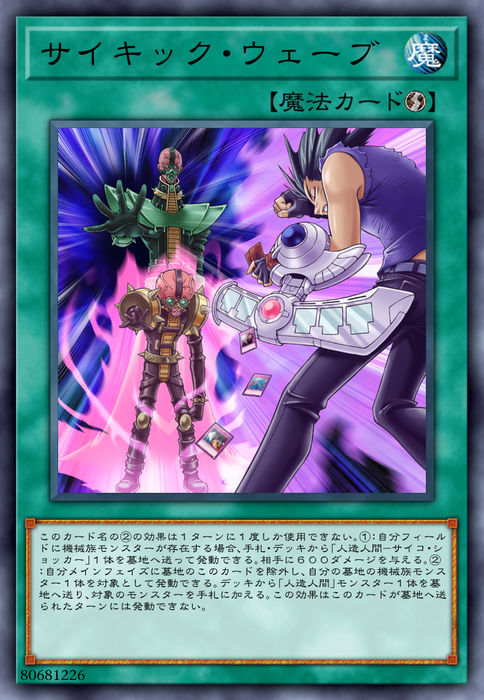 サイキック・ウェーブ
魔
【魔法カード】
このカード名の②の効果は1ターンに1度しか使用できない。①:自分フィール
ドに機械族モンスターが存在する場合、手札・デッキから「人造人間-サイコ・シ
ョッカー」1体を墓地へ送って発動できる。相手に600ダメージを与える。②
:自分メインフェイズに墓地のこのカードを除外し、自分の墓地の機械族モンス
ター1体を対象として発動できる。デッキから「人造人間」モンスター1体を墓
地へ送り、対象のモンスターを手札に加える。この効果はこのカードが墓地へ送
られたターンには発動できない。
80681226